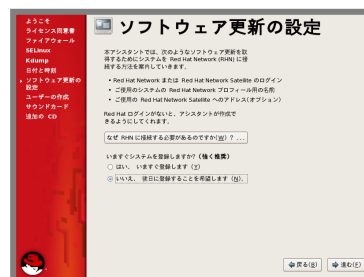 ようこそ
ライセンス同意書
ファイアウォール
SELinux
Kdump
日付と時刻
ソフトウェア更新の
設定
ユーザーの作成
サウンドカード
追加の CD
ソフトウェア更新の設定
本アシスタントでは、次のようなソフトウェア更新を取
得するためにシステムを Red Hat Network (RHN) に接
続する方法を案内していきます。
• Red Hat Network または Red Hat Network Satellite のログイン
• ご使用のシステムの Red Hat Network プロフィール用の名前
• ご使用の Red Hat Network Satellite へのアドレス(オプション)
Red Hat ログインがないと、アシスタントが作成で
きるようにしてくれます。
なぜ RHN に接続する必要があるのですか(W) ? ...
いますぐシステムを登録しますか? (強く推奨)
はい、 いますぐ登録します (Y)
いいえ、 後日に登録することを希望します (N)。
戻る(B)
進む(F)